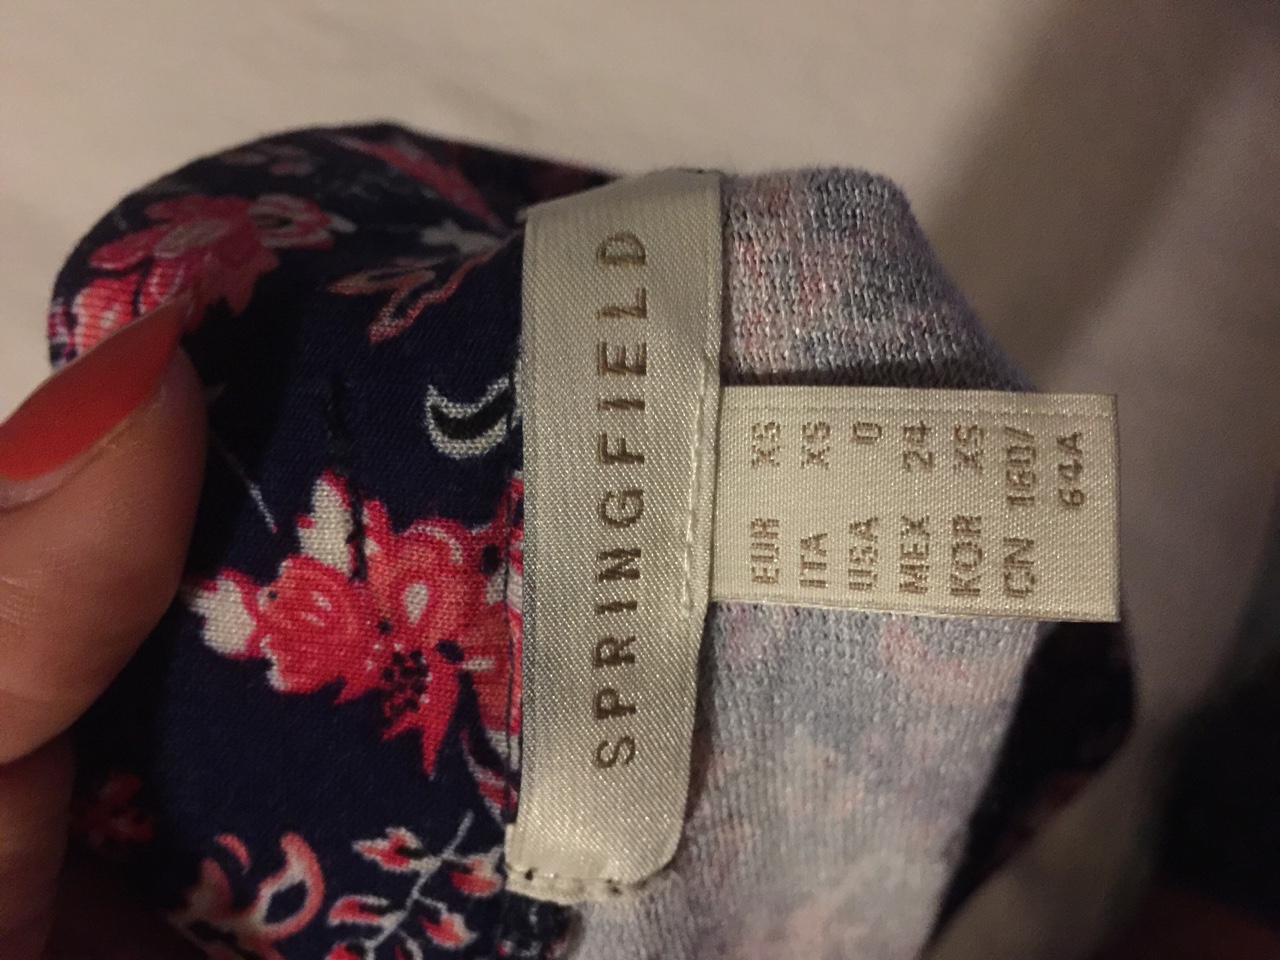 SPRINGFIELD
EUR XS
ITA XS
USA 0
MEX 24
KOR XS
CN 160/
64A